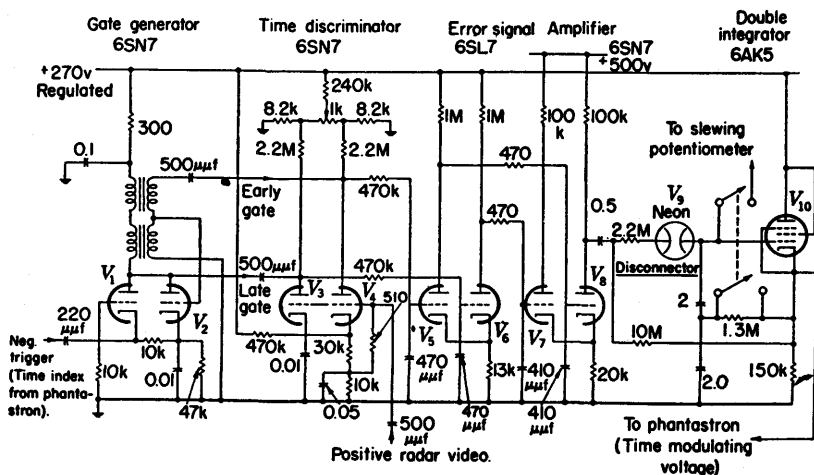 Gate generator
6SN7
Time discriminator
6SN7
Error signal Amplifier
6SL7
6SN7
+500v
Double
integrator
6AK5
+270v
Regulated
300
0.1
500μμf
240k
8.2k
1k
8.2k
2.2M
2.2M
470k
Early
gate
1M
1M
100
k
100k
470
470
To slewing
potentiometer
V9
Neon
V10
0.5
2.2M
Disconnector
500μμf
Late
gate
470k
V1
V2
V3
V4
510
V5
V6
V7
V8
220
μμf
Neg.
trigger
(Time index
from phanta-
stron).
10k
10k
0.01
47k
470k
0.01
30k
10k
0.05
500
μμf
Positive radar video.
470
μμf
470
μμf
13k
410
μμf
410
μμf
20k
2
10M
1.3M
2.0
150k
To phantastron
(Time modulating
voltage)